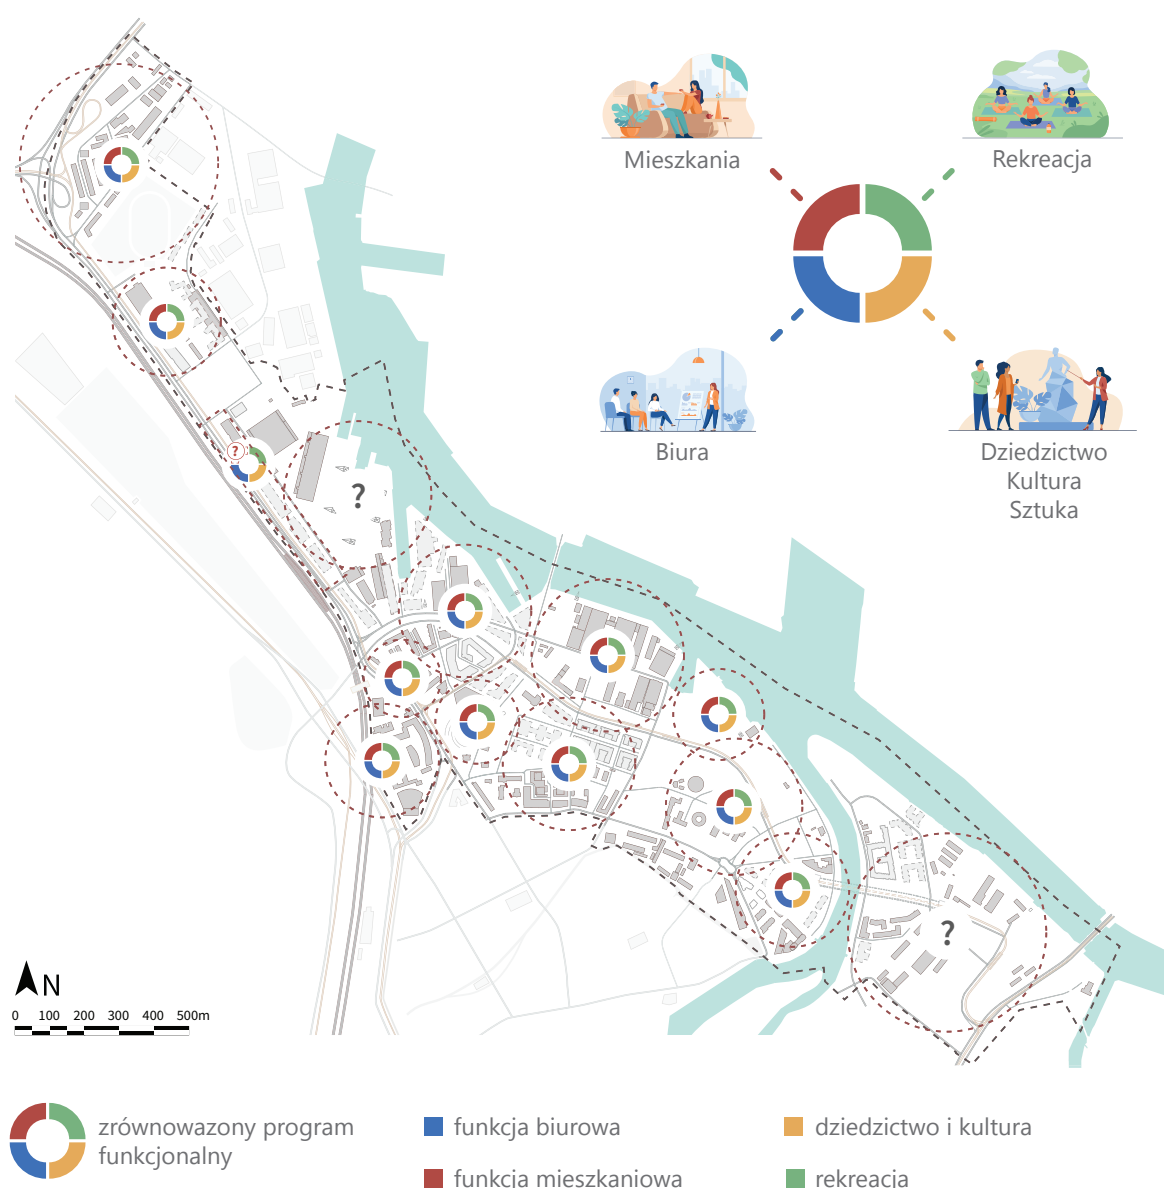 Mieszkania
Rekreacja
Biura
Dziedzictwo
Kultura
Sztuka
?
?
?
N
0 100 200 300 400 500m
zrównowazony program
funkcjonalny
funkcja biurowa
dziedzictwo i kultura
funkcja mieszkaniowa
rekreacja